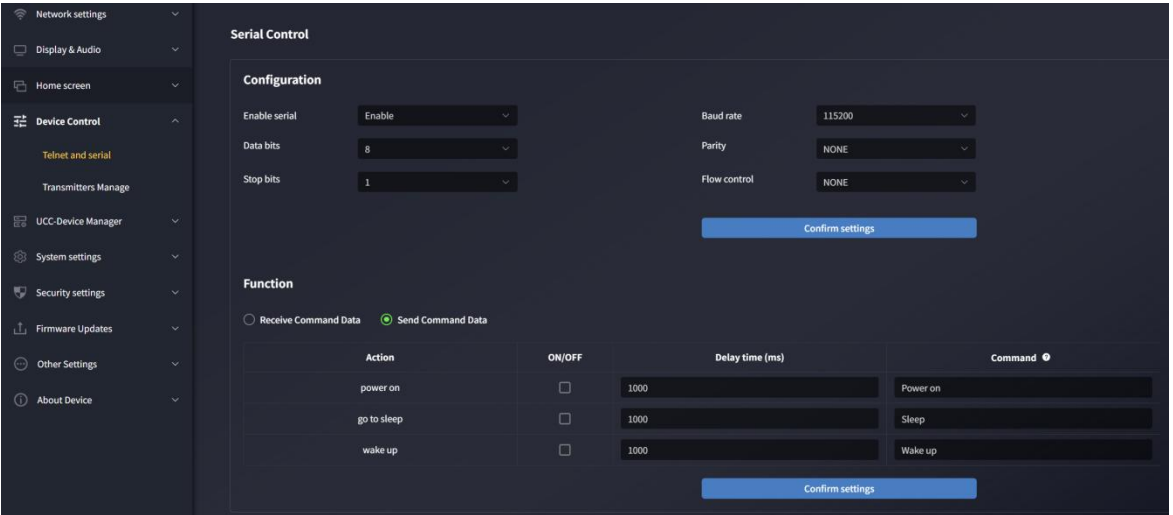 Network settings
Display & Audio
Home screen
Device Control
Telnet and serial
Transmitters Manage
UCC-Device Manager
System settings
Security settings
Firmware Updates
Other Settings
About Device
Serial Control
Configuration
Enable serial Enable Baud rate 115200
Data bits 8 Parity NONE
Stop bits 1 Flow control NONE
Confirm settings
Function
Receive Command Data Send Command Data
Action ON/OFF Delay time (ms) Command ?
power on 1000 Power on
go to sleep 1000 Sleep
wake up 1000 Wake up
Confirm settings